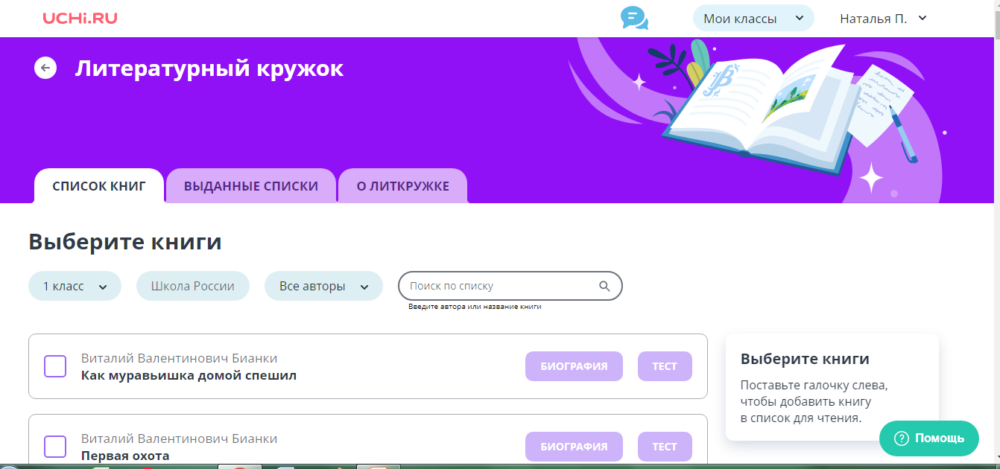 UCHi.RU
Мои классы
Наталья П.
Литературный кружок
СПИСОК КНИГ
ВЫДАННЫЕ СПИСКИ
О ЛИТКРУЖКЕ
Выберите книги
1 класс
Школа России
Все авторы
Поиск по списку
Введите автора или название книги
Виталий Валентинович Бианки
Как муравьишка домой спешил
БИОГРАФИЯ
ТЕСТ
Виталий Валентинович Бианки
Первая охота
БИОГРАФИЯ
ТЕСТ
Выберите книги
Поставьте галочку слева,
чтобы добавить книгу
в список для чтения.
Помощь